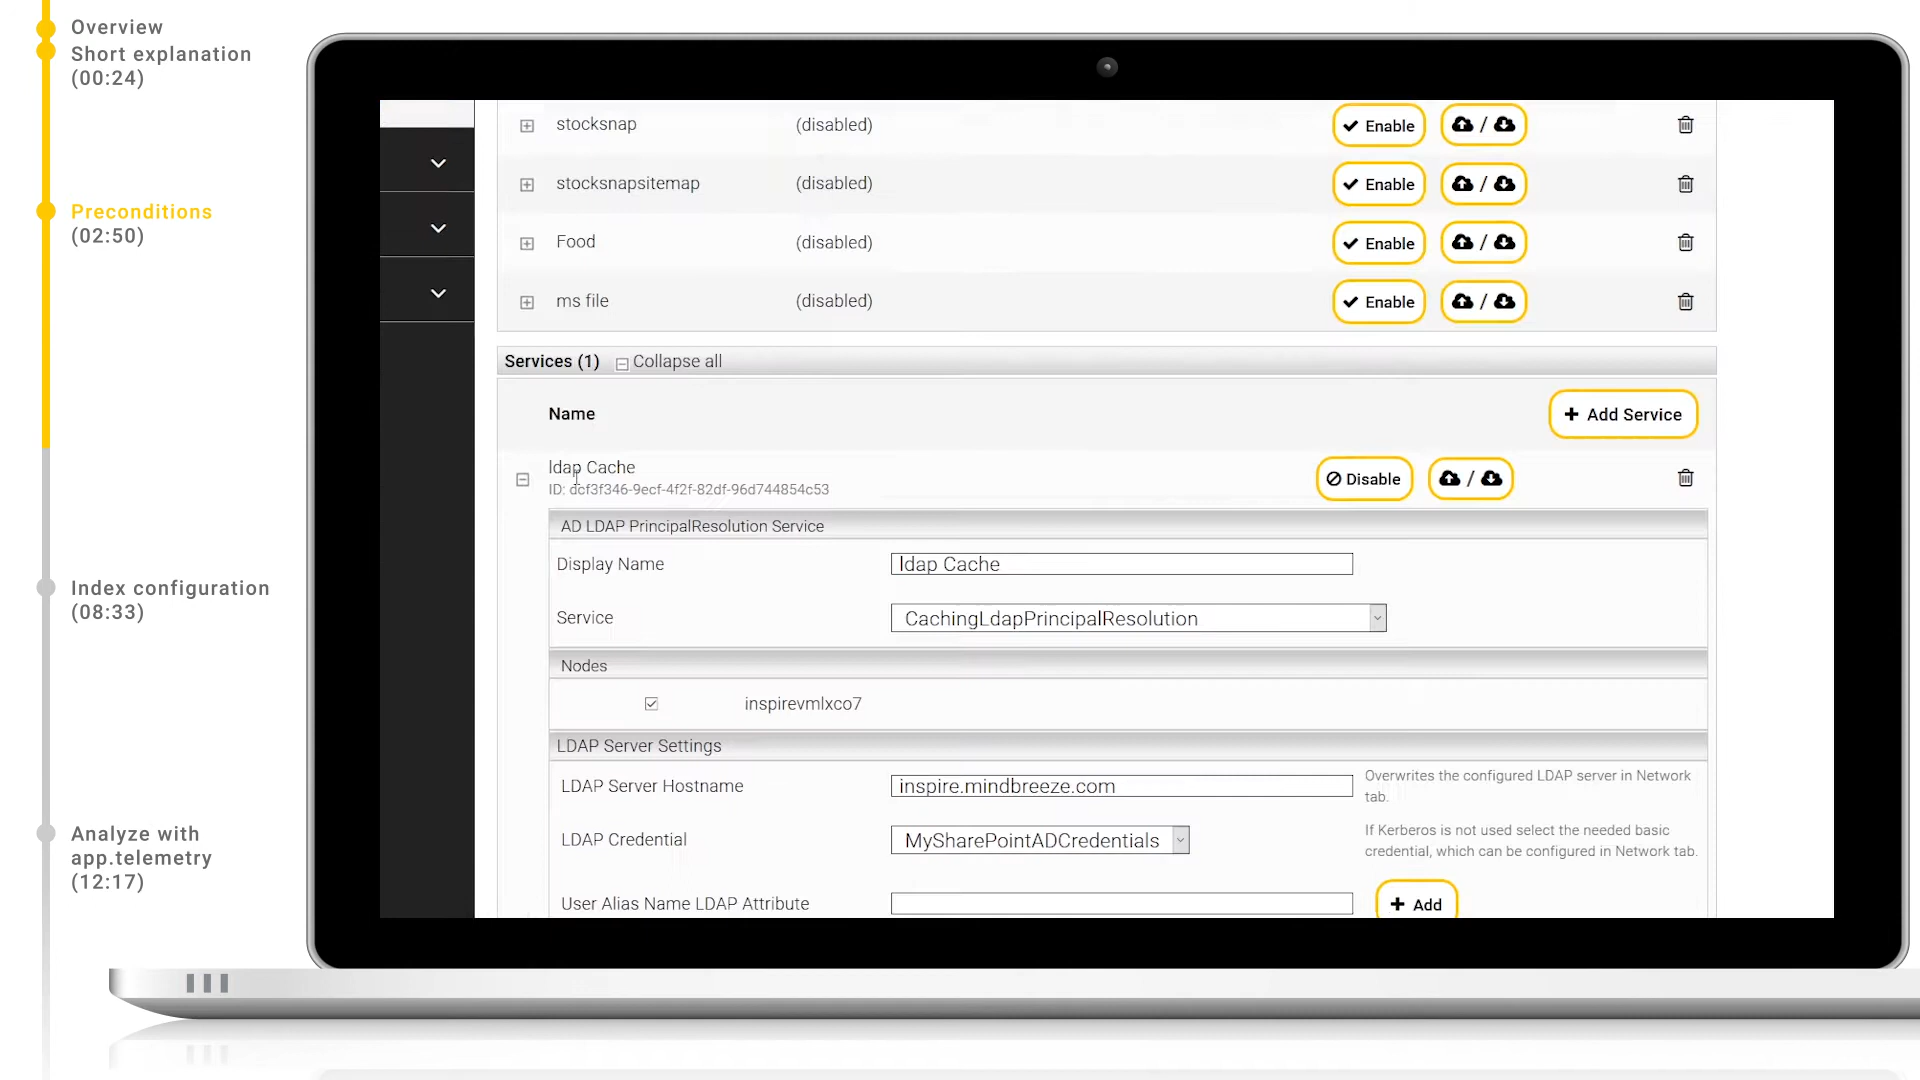 Overview
Short explanation
(00:24)
Preconditions
(02:50)
Index configuration
(08:33)
Analyze with
app.telemetry
(12:17)
stocksnap (disabled) Enable /
stocksnapsitemap (disabled) Enable /
Food (disabled) Enable /
ms file (disabled) Enable /
Services (1) Collapse all
Name Add Service
ldap Cache
ID: dcf3f346-9ecf-4f2f-82df-96d744854c53 Disable /
AD LDAP PrincipalResolution Service
Display Name ldap Cache
Service CachingLdapPrincipalResolution
Nodes
inspirevmlxco7
LDAP Server Settings
LDAP Server Hostname inspire.mindbreeze.com Overwrites the configured LDAP server in Network
tab.
LDAP Credential MySharePointADCredentials If Kerberos is not used select the needed basic
credential, which can be configured in Network tab.
User Alias Name LDAP Attribute Add